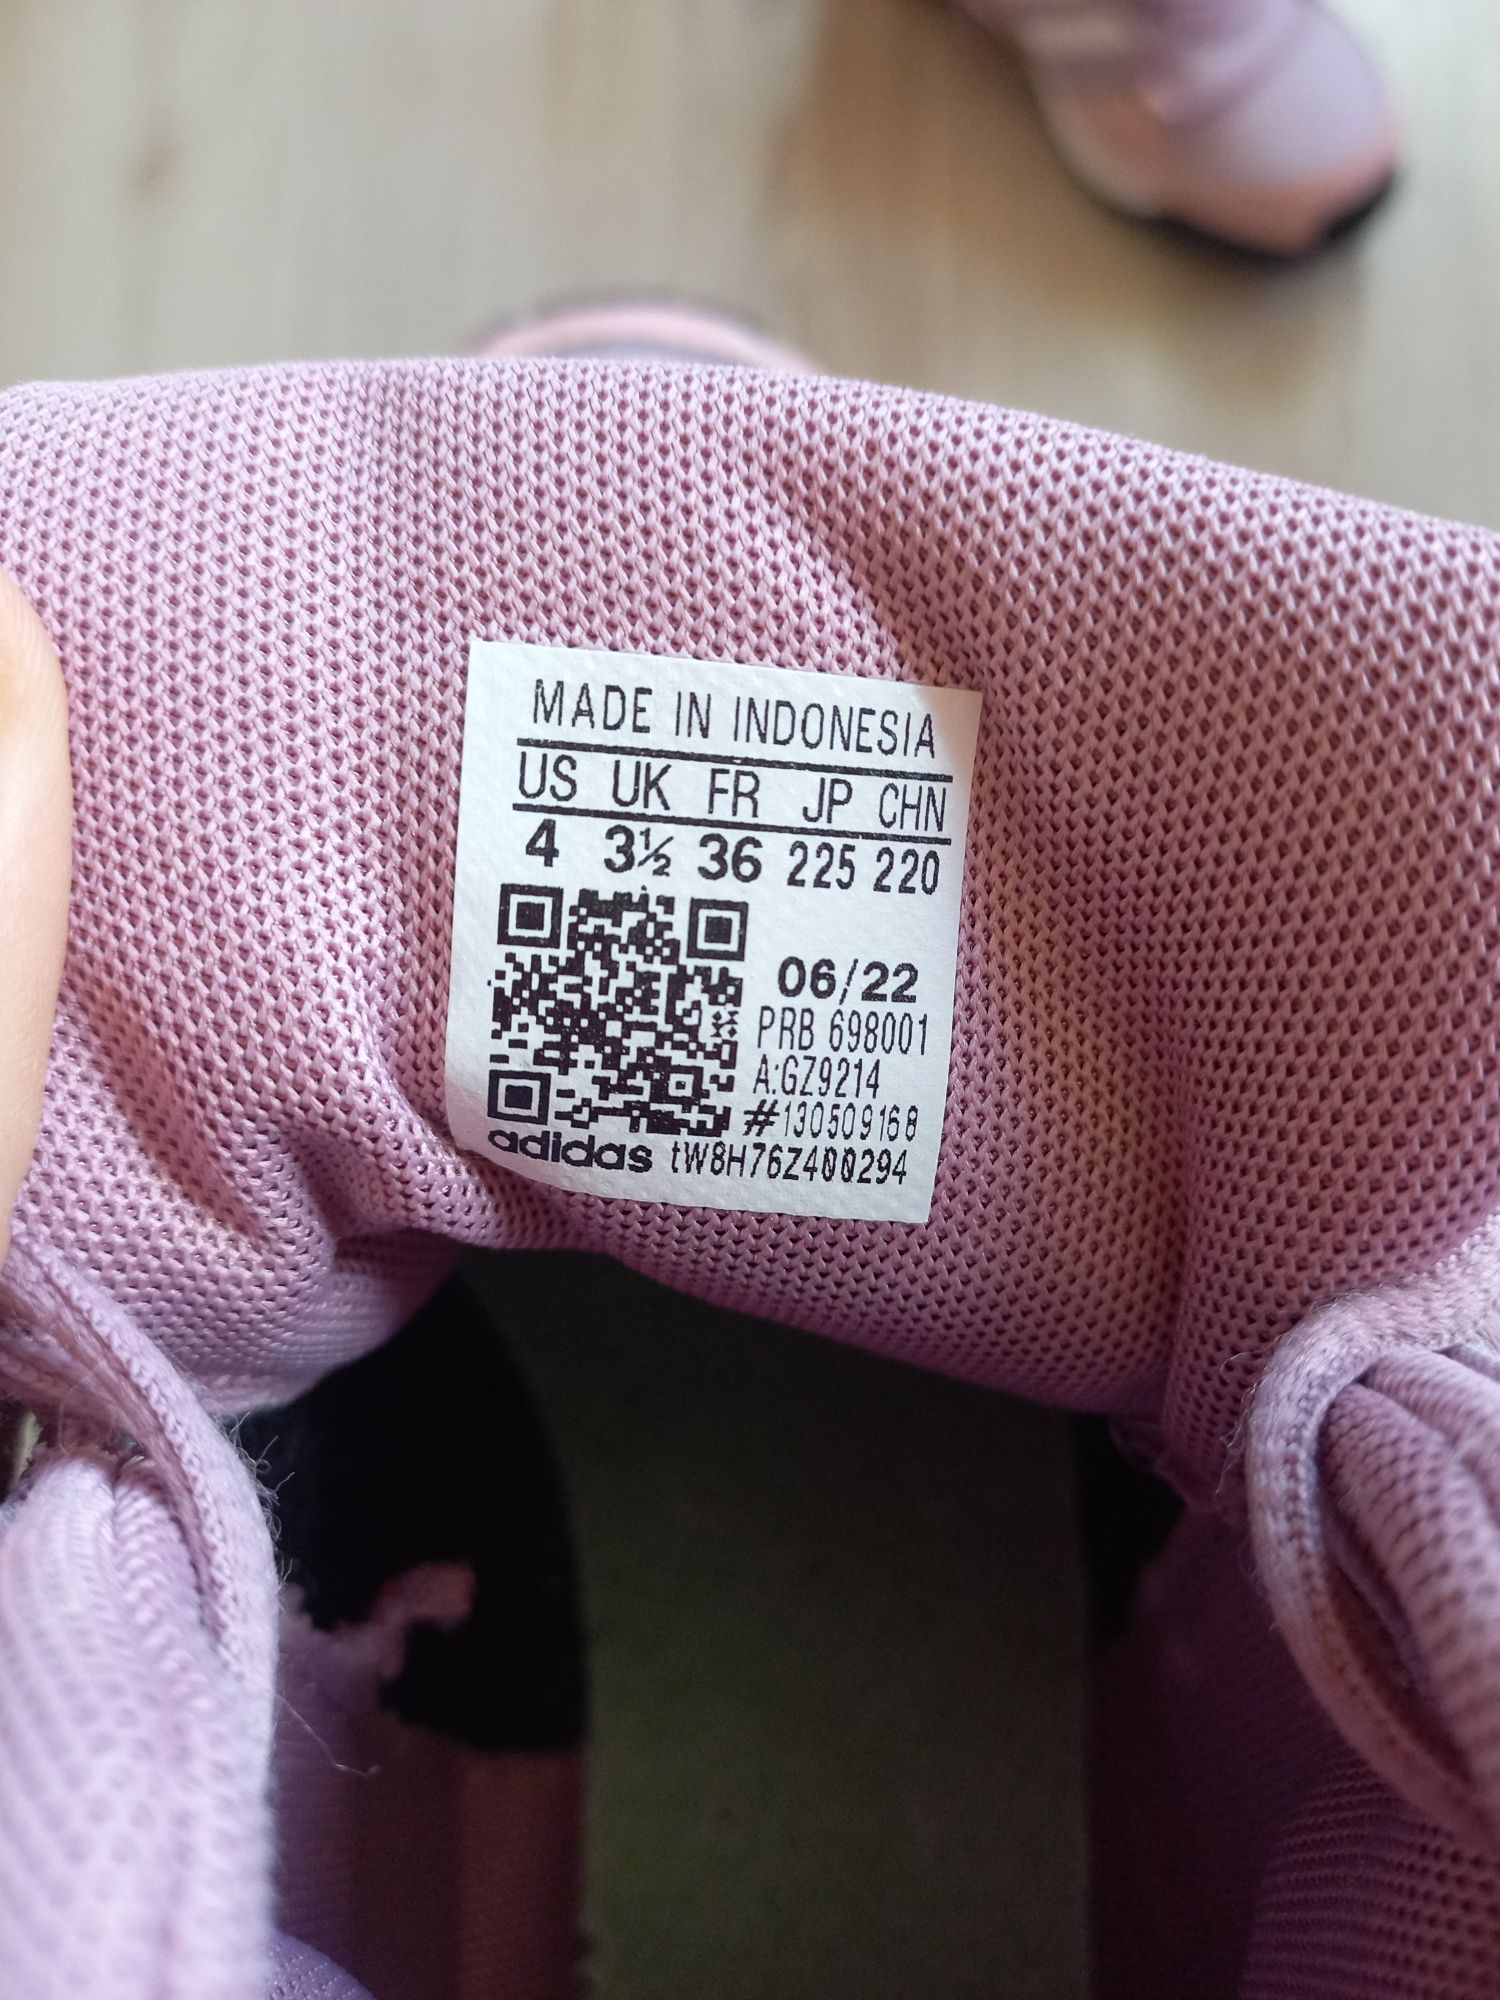 MADE IN INDONESIA
US UK FR JP CHN
4 3½ 36 225 220
06/22
PRB 698001
A:GZ9214
#130509168
adidas tW8H76Z400294